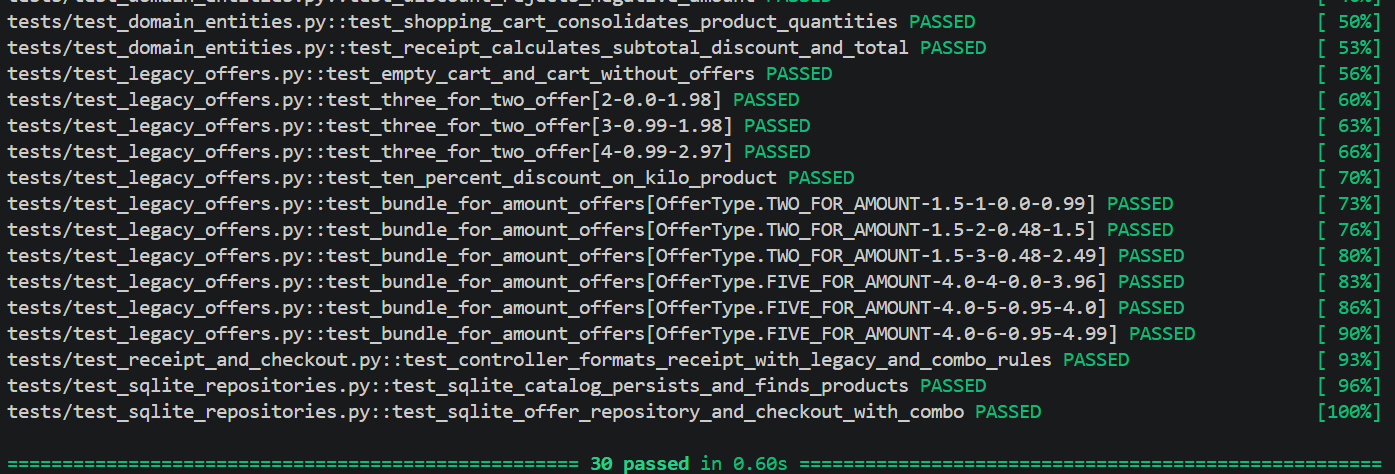 tests/test_domain_entities.py::test_discount_rejects_negative_amount PASSED [ 46%]
tests/test_domain_entities.py::test_shopping_cart_consolidates_product_quantities PASSED [ 50%]
tests/test_domain_entities.py::test_receipt_calculates_subtotal_discount_and_total PASSED [ 53%]
tests/test_legacy_offers.py::test_empty_cart_and_cart_without_offers PASSED [ 56%]
tests/test_legacy_offers.py::test_three_for_two_offer[2-0.0-1.98] PASSED [ 60%]
tests/test_legacy_offers.py::test_three_for_two_offer[3-0.99-1.98] PASSED [ 63%]
tests/test_legacy_offers.py::test_three_for_two_offer[4-0.99-2.97] PASSED [ 66%]
tests/test_legacy_offers.py::test_ten_percent_discount_on_kilo_product PASSED [ 70%]
tests/test_legacy_offers.py::test_bundle_for_amount_offers[OfferType.TWO_FOR_AMOUNT-1.5-1-0.0-0.99] PASSED [ 73%]
tests/test_legacy_offers.py::test_bundle_for_amount_offers[OfferType.TWO_FOR_AMOUNT-1.5-2-0.48-1.5] PASSED [ 76%]
tests/test_legacy_offers.py::test_bundle_for_amount_offers[OfferType.TWO_FOR_AMOUNT-1.5-3-0.48-2.49] PASSED [ 80%]
tests/test_legacy_offers.py::test_bundle_for_amount_offers[OfferType.FIVE_FOR_AMOUNT-4.0-4-0.0-3.96] PASSED [ 83%]
tests/test_legacy_offers.py::test_bundle_for_amount_offers[OfferType.FIVE_FOR_AMOUNT-4.0-5-0.95-4.0] PASSED [ 86%]
tests/test_legacy_offers.py::test_bundle_for_amount_offers[OfferType.FIVE_FOR_AMOUNT-4.0-6-0.95-4.99] PASSED [ 90%]
tests/test_receipt_and_checkout.py::test_controller_formats_receipt_with_legacy_and_combo_rules PASSED [ 93%]
tests/test_sqlite_repositories.py::test_sqlite_catalog_persists_and_finds_products PASSED [ 96%]
tests/test_sqlite_repositories.py::test_sqlite_offer_repository_and_checkout_with_combo PASSED [100%]
==================================================== 30 passed in 0.60s =====================================================